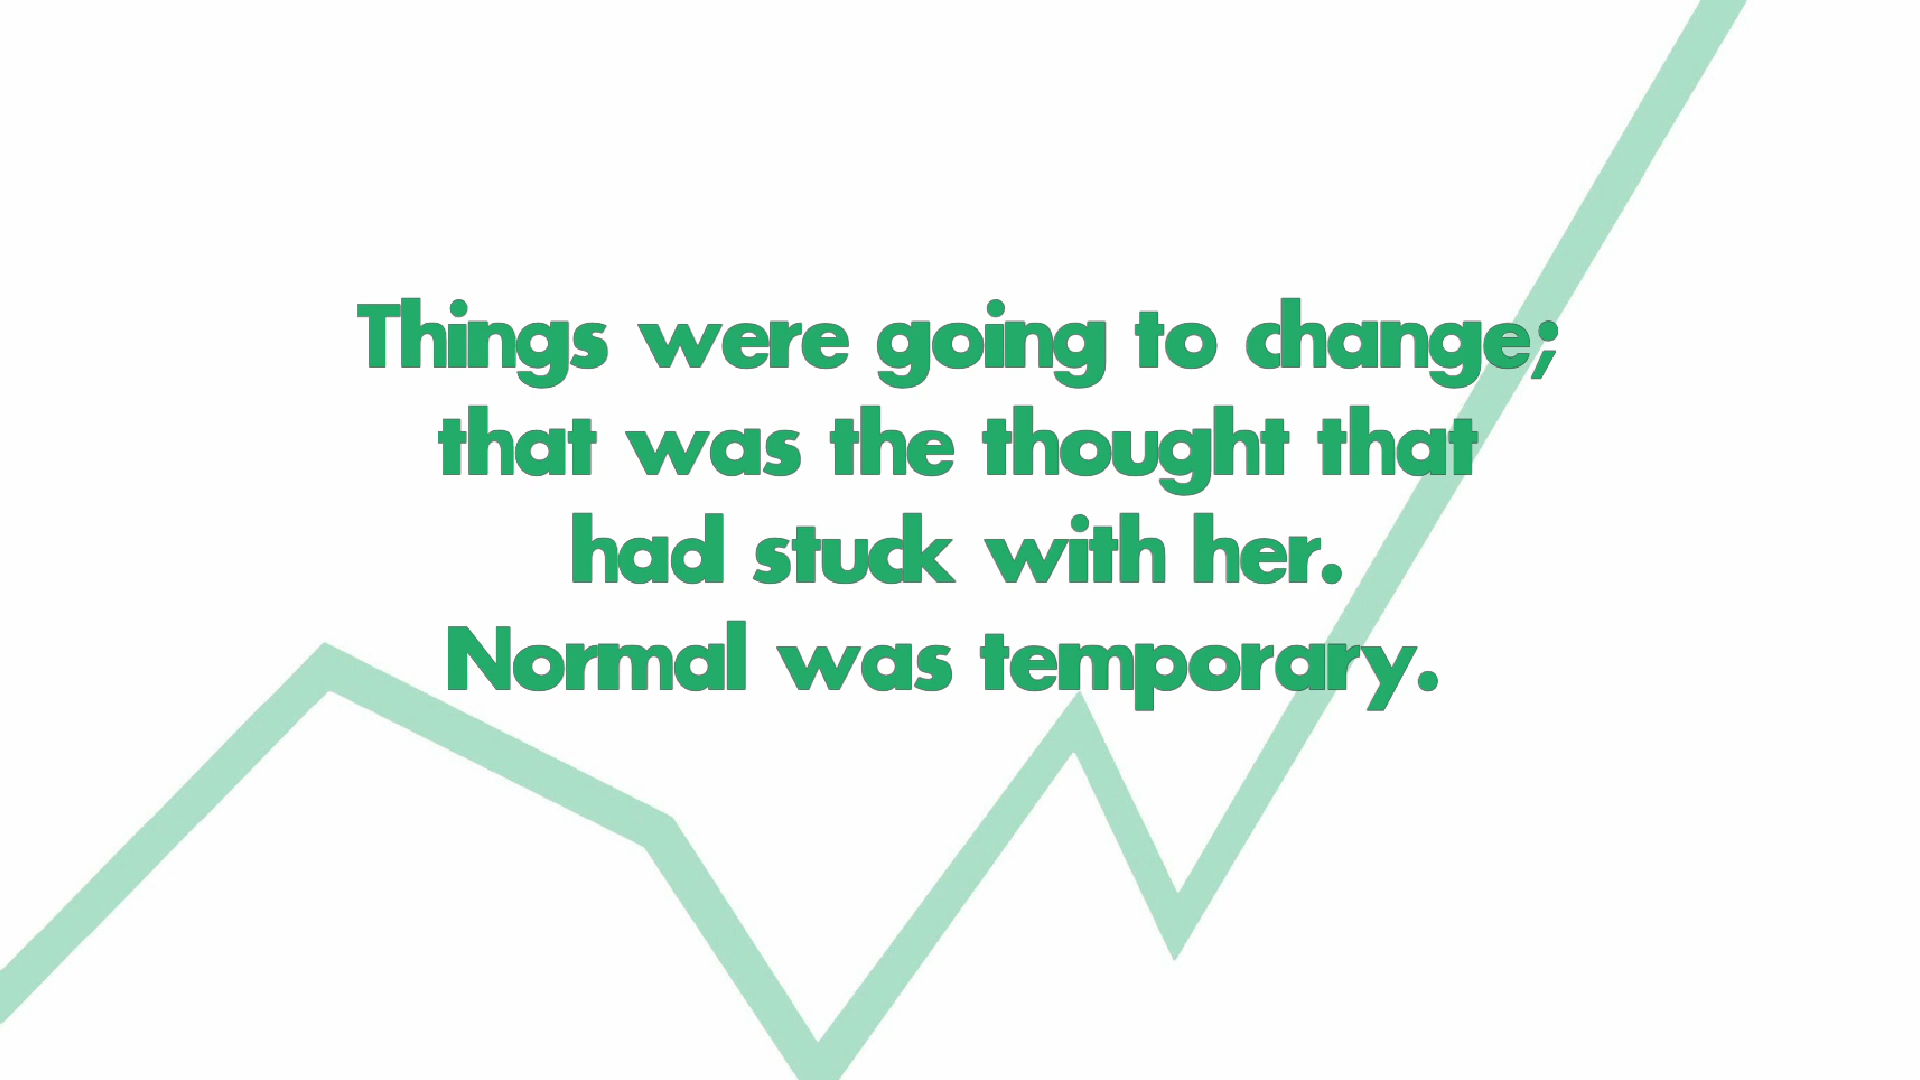 Things were going to change;
that was the thought that
had stuck with her.
Normal was temporary.